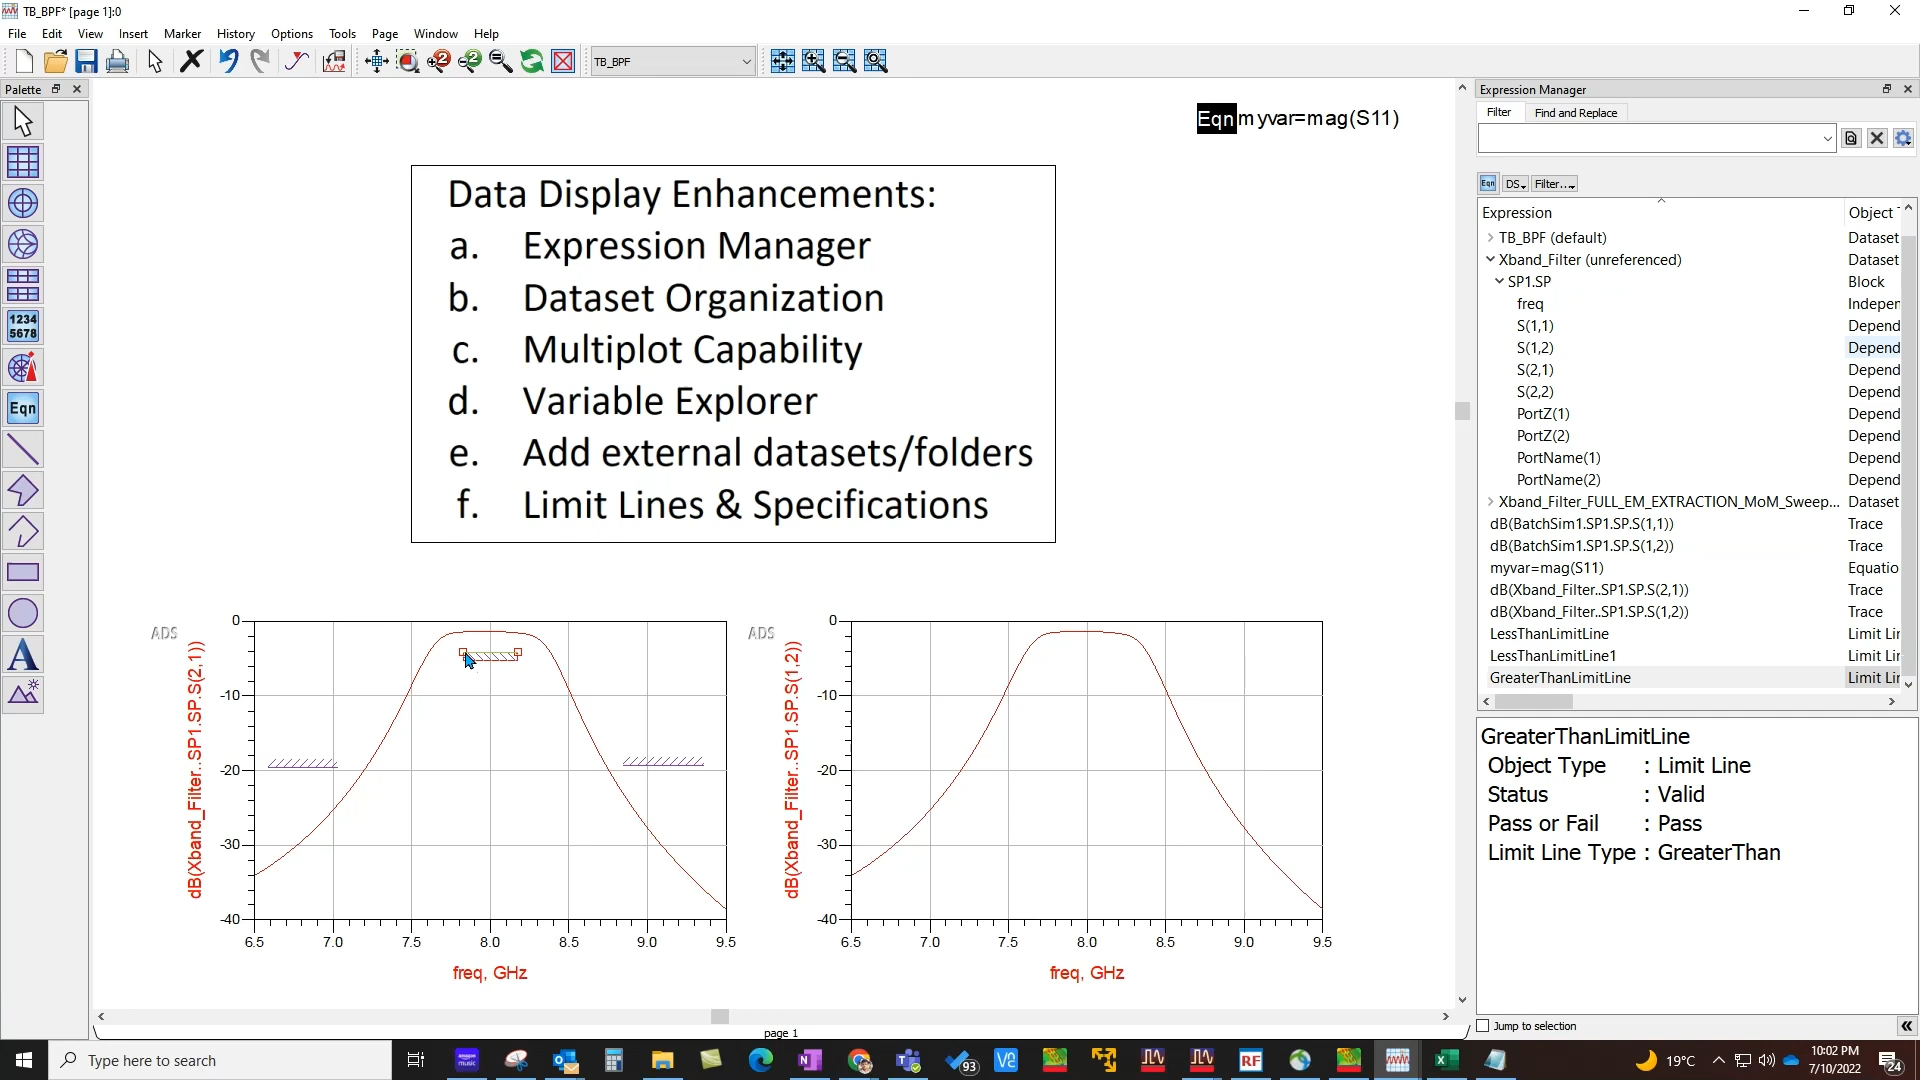 TB_BPF* [page 1]:0
File Edit View Insert Marker History Options Tools Page Window Help
TB_BPF
Palette
1234
5678
Eqn
Eqn myvar=mag(S11)
Data Display Enhancements:
a. Expression Manager
b. Dataset Organization
c. Multiplot Capability
d. Variable Explorer
e. Add external datasets/folders
f. Limit Lines & Specifications
ADS
dB(Xband_Filter..SP1.SP.S(2,1))
0
-10
-20
-30
-40
6.5 7.0 7.5 8.0 8.5 9.0 9.5
freq, GHz
ADS
dB(Xband_Filter..SP1.SP.S(1,2))
0
-10
-20
-30
-40
6.5 7.0 7.5 8.0 8.5 9.0 9.5
freq, GHz
page 1
Expression Manager
Filter Find and Replace
Eqn DS Filter...
Expression Object
TB_BPF (default) Dataset
Xband_Filter (unreferenced) Dataset
SP1.SP Block
freq Indepen
S(1,1) Depend
S(1,2) Depend
S(2,1) Depend
S(2,2) Depend
PortZ(1) Depend
PortZ(2) Depend
PortName(1) Depend
PortName(2) Depend
Xband_Filter_FULL_EM_EXTRACTION_MoM_Sweep... Dataset
dB(BatchSim1.SP1.SP.S(1,1)) Trace
dB(BatchSim1.SP1.SP.S(1,2)) Trace
myvar=mag(S11) Equatio
dB(Xband_Filter..SP1.SP.S(2,1)) Trace
dB(Xband_Filter..SP1.SP.S(1,2)) Trace
LessThanLimitLine Limit Lir
LessThanLimitLine1 Limit Lir
GreaterThanLimitLine Limit Lir
GreaterThanLimitLine
Object Type : Limit Line
Status : Valid
Pass or Fail : Pass
Limit Line Type : GreaterThan
Jump to selection
Type here to search
amazon music
93
RF
19°C
10:02 PM
7/10/2022
24